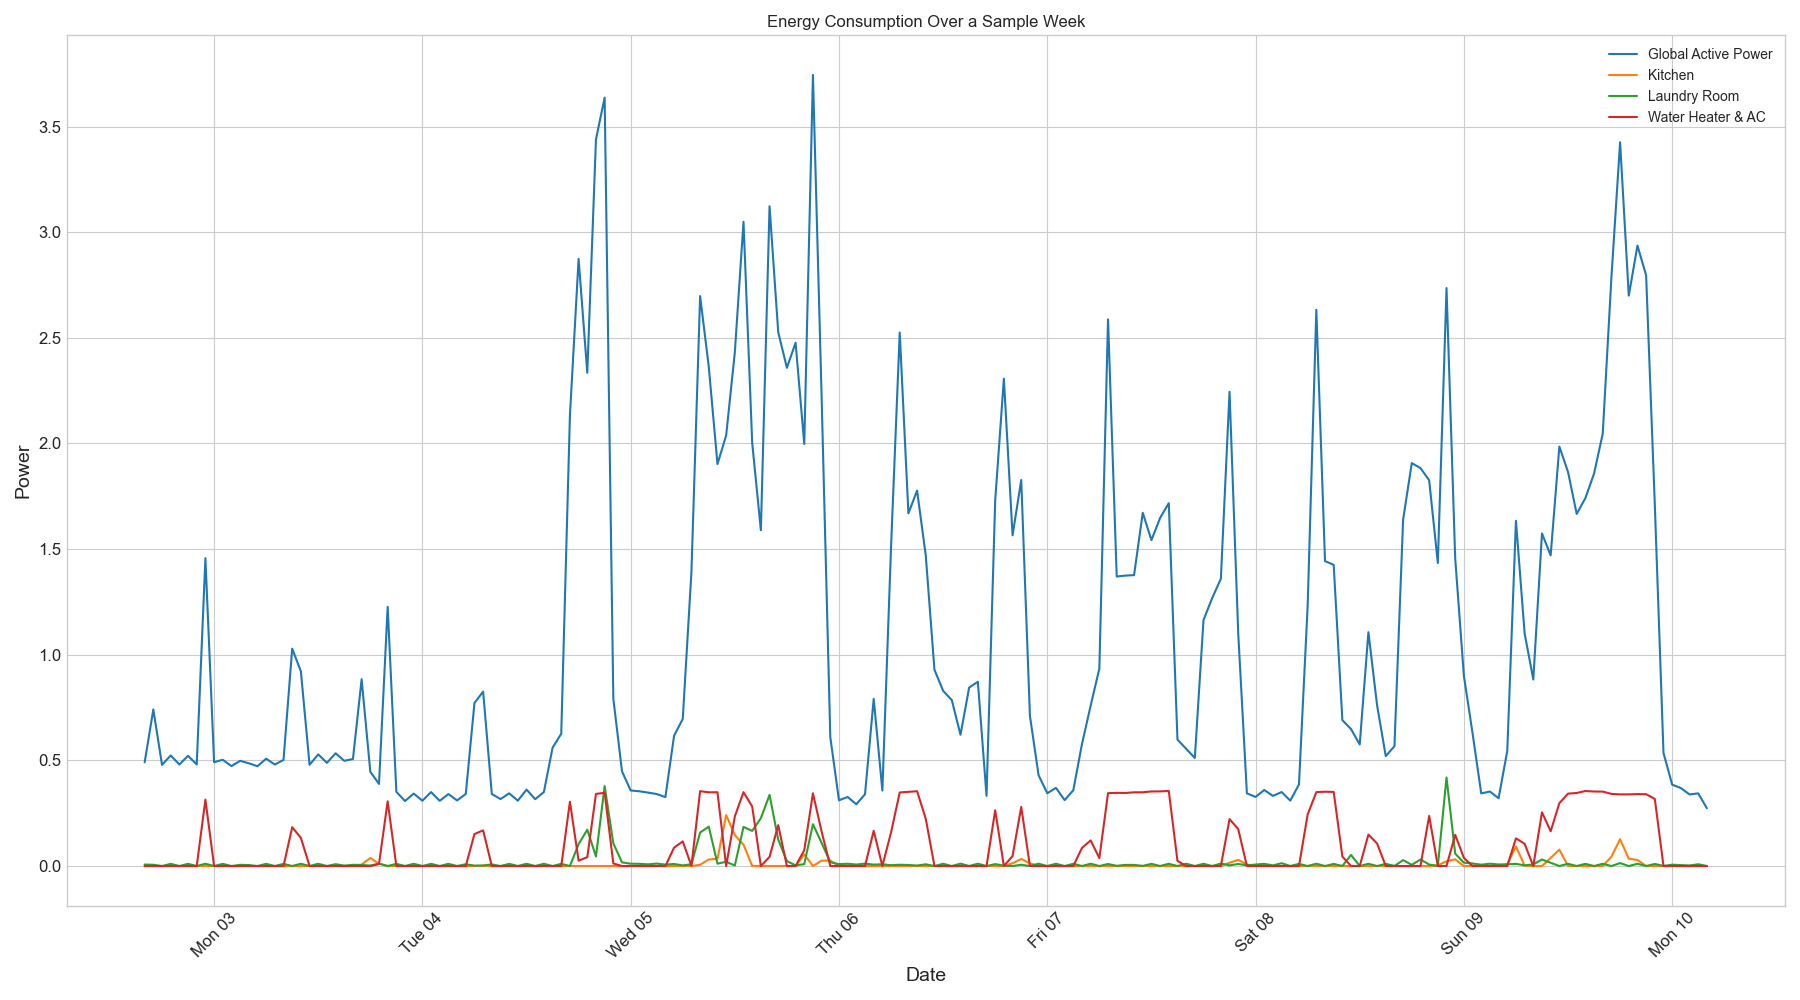 Energy Consumption Over a Sample Week
Global Active Power
Kitchen
Laundry Room
Water Heater & AC
Power
3.5
3.0
2.5
2.0
1.5
1.0
0.5
0.0
Mon 03
Tue 04
Wed 05
Thu 06
Fri 07
Sat 08
Sun 09
Mon 10
Date